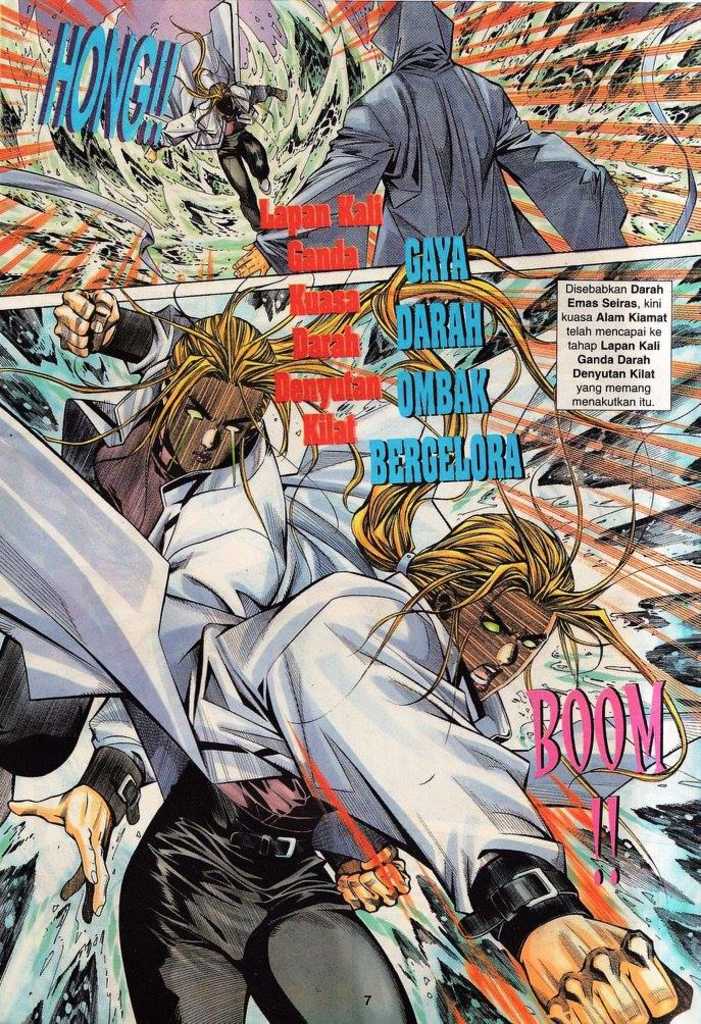 HONG!!
Lapan Kali
Ganda
Kuasa
Darah
Denyutan
Kilat
GAYA
DARAH
OMBAK
BERGELORA
Disebabkan Darah
Emas Seiras, kini
kuasa Alam Kiamat
telah mencapai ke
tahap Lapan Kali
Ganda Darah
Denyutan Kilat
yang memang
menakutkan itu.
BOOM
!!
7